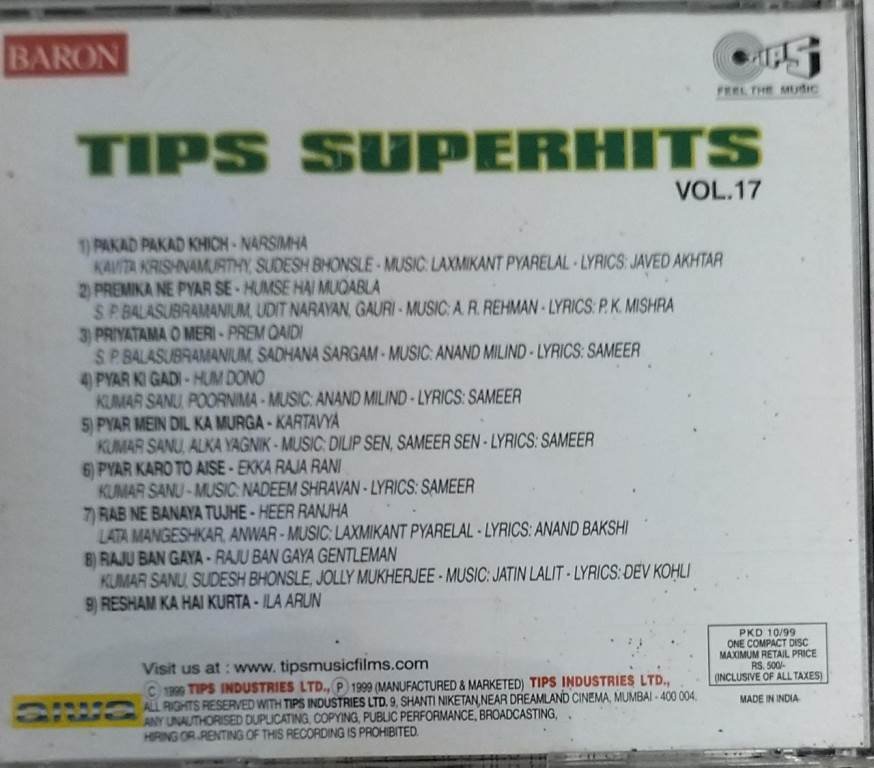 BARON
TIPS
FEEL THE MUSIC
TIPS SUPERHITS
VOL.17
1) PAKAD PAKAD KHICH - NARSIMHA
KAVITA KRISHNAMURTHY, SUDESH BHONSLE - MUSIC: LAXMIKANT PYARELAL - LYRICS: JAVED AKHTAR
2) PREMIKA NE PYAR SE - HUMSE HAI MUQABLA
S. P. BALASUBRAMANIUM, UDIT NARAYAN, GAURI - MUSIC: A. R. REHMAN - LYRICS: P. K. MISHRA
3) PRIYATAMA O MERI - PREM QAIDI
S. P. BALASUBRAMANIUM, SADHANA SARGAM - MUSIC: ANAND MILIND - LYRICS: SAMEER
4) PYAR KI GADI - HUM DONO
KUMAR SANU, POORNIMA - MUSIC: ANAND MILIND - LYRICS: SAMEER
5) PYAR MEIN DIL KA MURGA - KARTAVYA
KUMAR SANU, ALKA YAGNIK - MUSIC: DILIP SEN, SAMEER SEN - LYRICS: SAMEER
6) PYAR KARO TO AISE - EKKA RAJA RANI
KUMAR SANU - MUSIC: NADEEM SHRAVAN - LYRICS: SAMEER
7) RAB NE BANAYA TUJHE - HEER RANJHA
LATA MANGESHKAR, ANWAR - MUSIC: LAXMIKANT PYARELAL - LYRICS: ANAND BAKSHI
8) RAJU BAN GAYA - RAJU BAN GAYA GENTLEMAN
KUMAR SANU, SUDESH BHONSLE, JOLLY MUKHERJEE - MUSIC: JATIN LALIT - LYRICS: DEV KOHLI
9) RESHAM KA HAI KURTA - ILA ARUN
PKD 10/99
ONE COMPACT DISC
MAXIMUM RETAIL PRICE
RS. 500/-
(INCLUSIVE OF ALL TAXES)
MADE IN INDIA
Visit us at : www. tipsmusicfilms.com
aiwa
© 1999 TIPS INDUSTRIES LTD., ℗ 1999 (MANUFACTURED & MARKETED) TIPS INDUSTRIES LTD.,
ALL RIGHTS RESERVED WITH TIPS INDUSTRIES LTD. 9, SHANTI NIKETAN,NEAR DREAMLAND CINEMA, MUMBAI - 400 004.
ANY UNAUTHORISED DUPLICATING, COPYING, PUBLIC PERFORMANCE, BROADCASTING,
HIRING OR RENTING OF THIS RECORDING IS PROHIBITED.